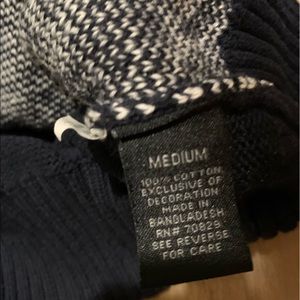 MEDIUM
100% COTTON
EXCLUSIVE OF
DECORATION
MADE IN
BANGLADESH
RN# 70829
SEE REVERSE
FOR CARE